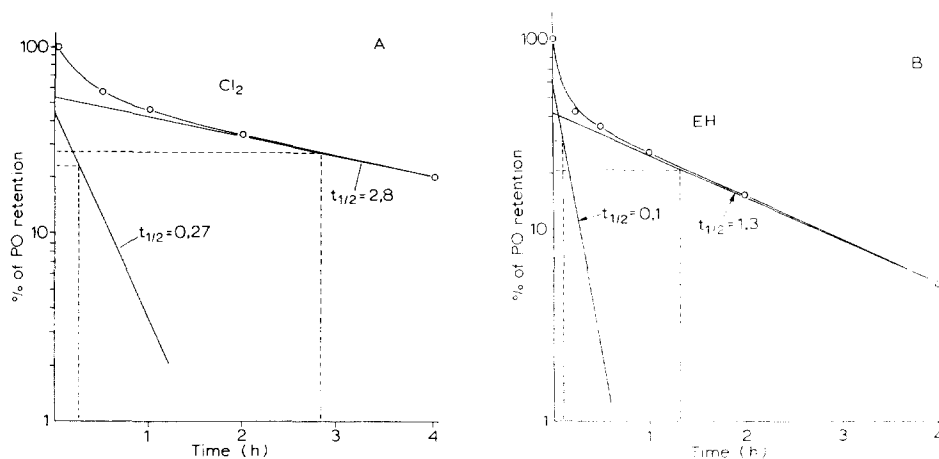 A
100
Cl₂
t1/2=2,8
t1/2=0,27
10
1
% of PO retention
1 2 3 4
Time (h)
B
100
EH
t1/2=0.1
t1/2=1,3
10
1
% of PO retention
1 2 3 4
Time (h)